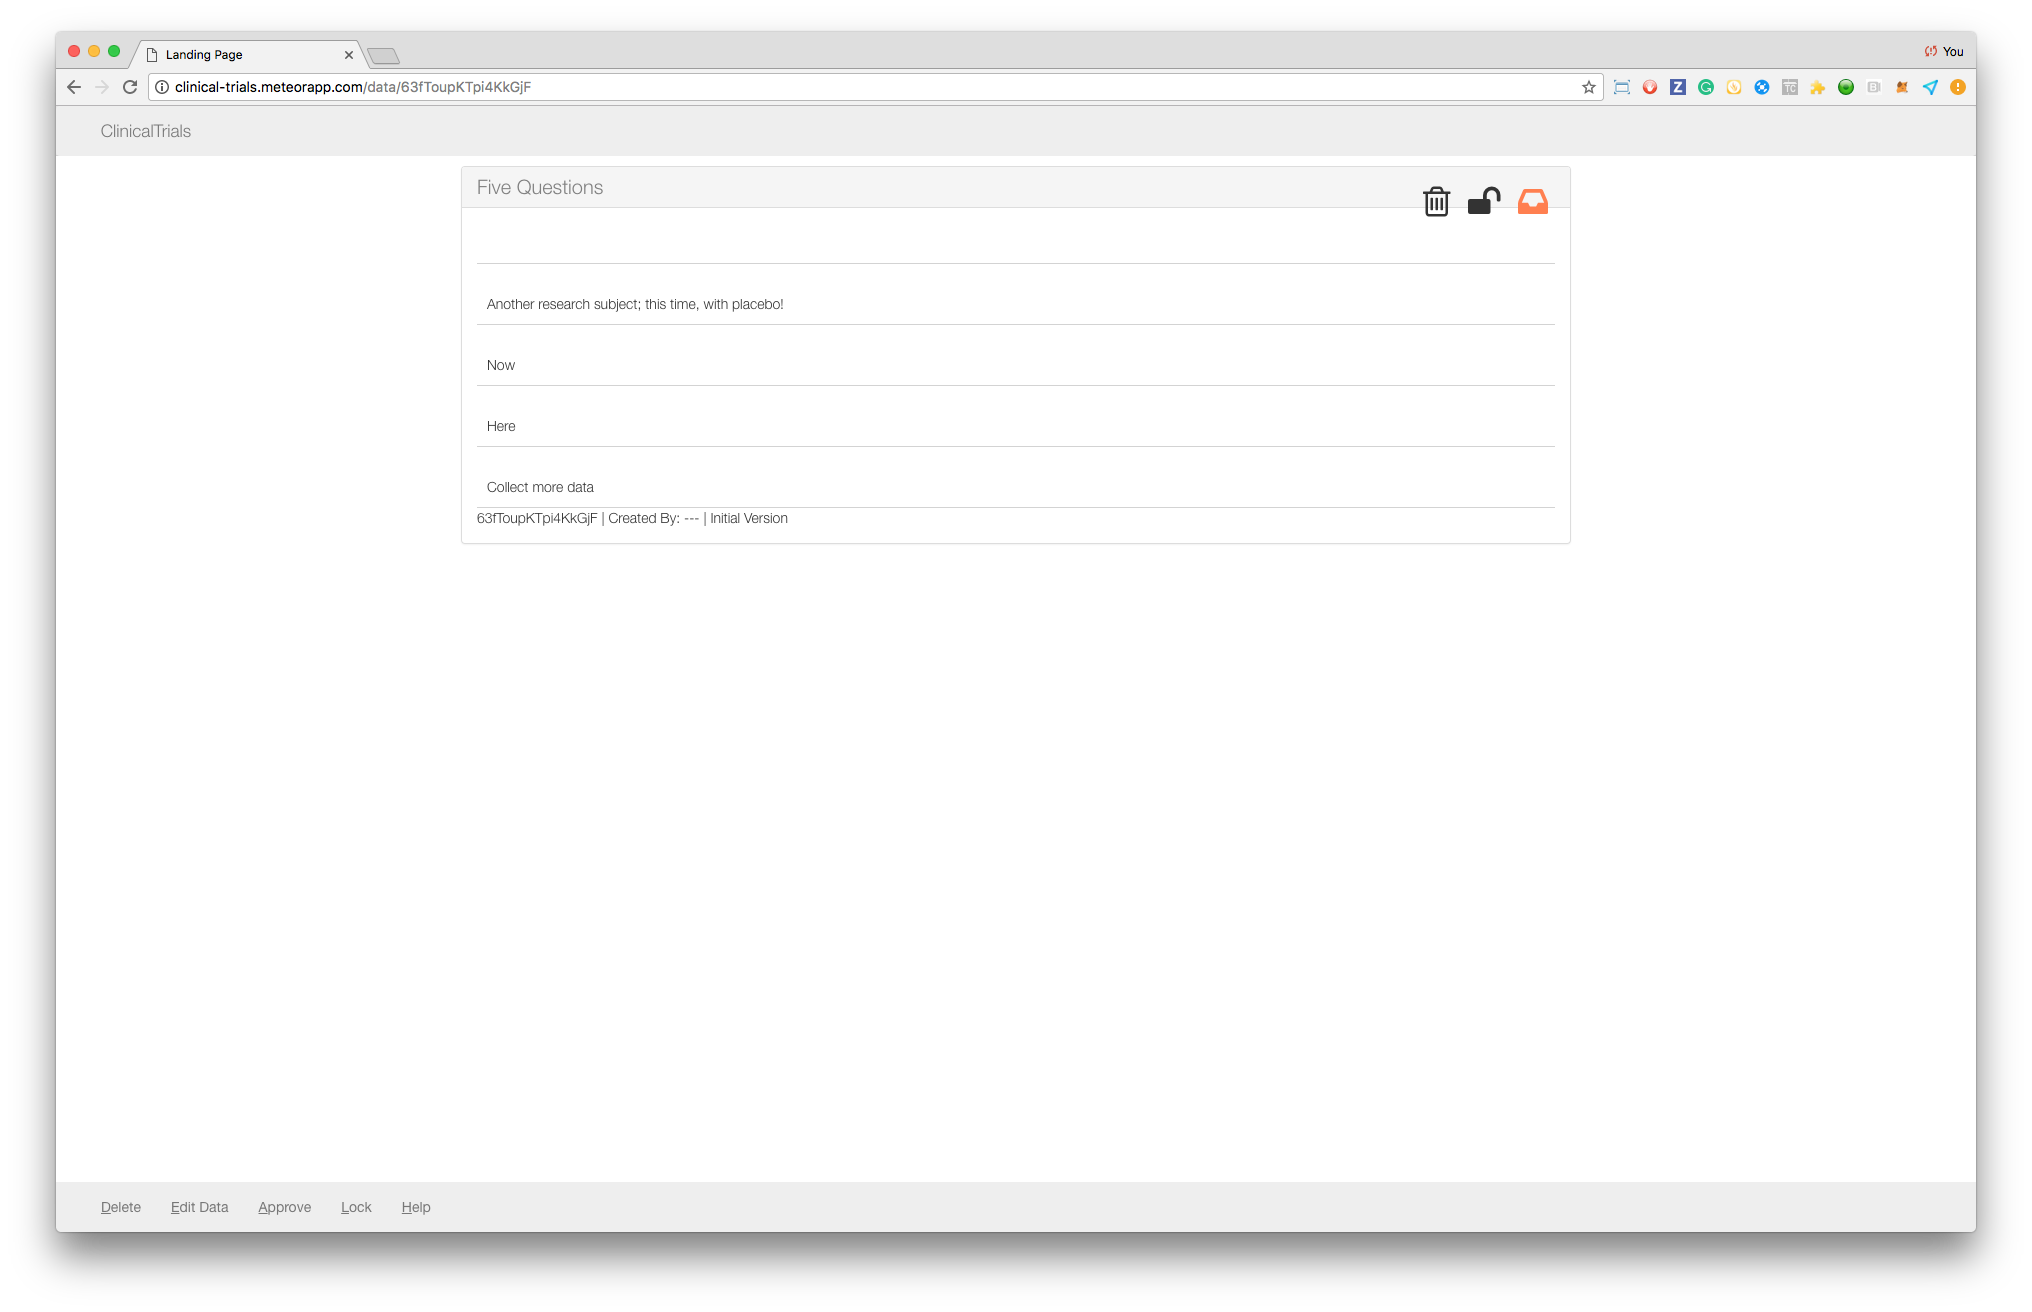 Landing Page
You
clinical-trials.meteorapp.com/data/63fToupKTpi4KkGjF
ClinicalTrials
Five Questions
Another research subject; this time, with placebo!
Now
Here
Collect more data
63fToupKTpi4KkGjF | Created By: --- | Initial Version
Delete Edit Data Approve Lock Help